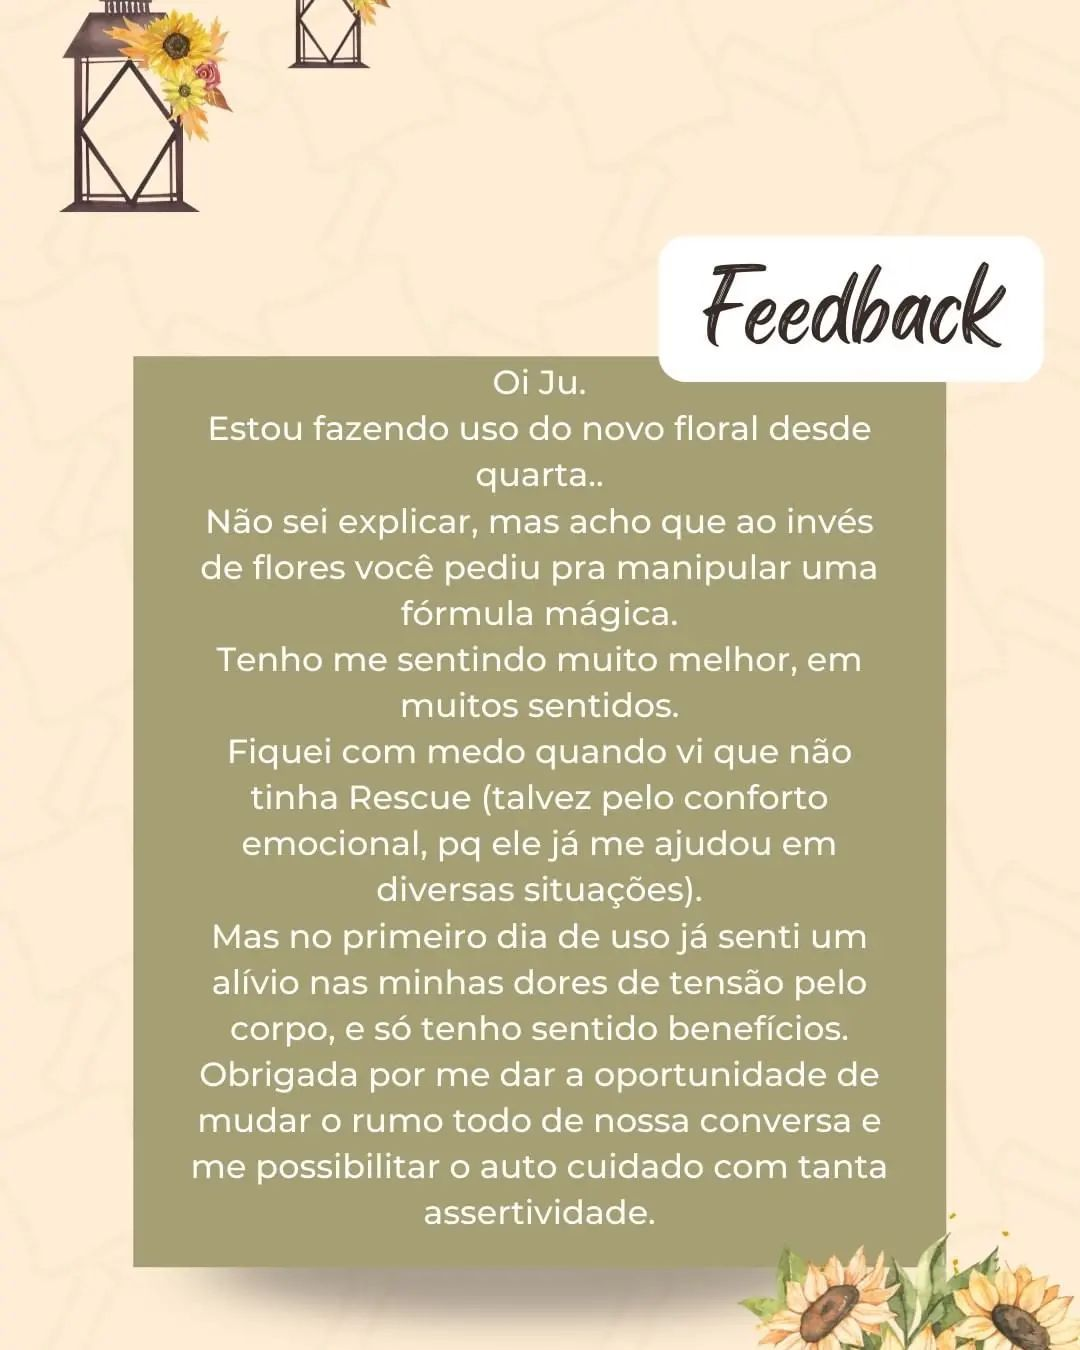 Feedback
Oi Ju.
Estou fazendo uso do novo floral desde
quarta..
Não sei explicar, mas acho que ao invés
de flores você pediu pra manipular uma
fórmula mágica.
Tenho me sentindo muito melhor, em
muitos sentidos.
Fiquei com medo quando vi que não
tinha Rescue (talvez pelo conforto
emocional, pq ele já me ajudou em
diversas situações).
Mas no primeiro dia de uso já senti um
alívio nas minhas dores de tensão pelo
corpo, e só tenho sentido benefícios.
Obrigada por me dar a oportunidade de
mudar o rumo todo de nossa conversa e
me possibilitar o auto cuidado com tanta
assertividade.